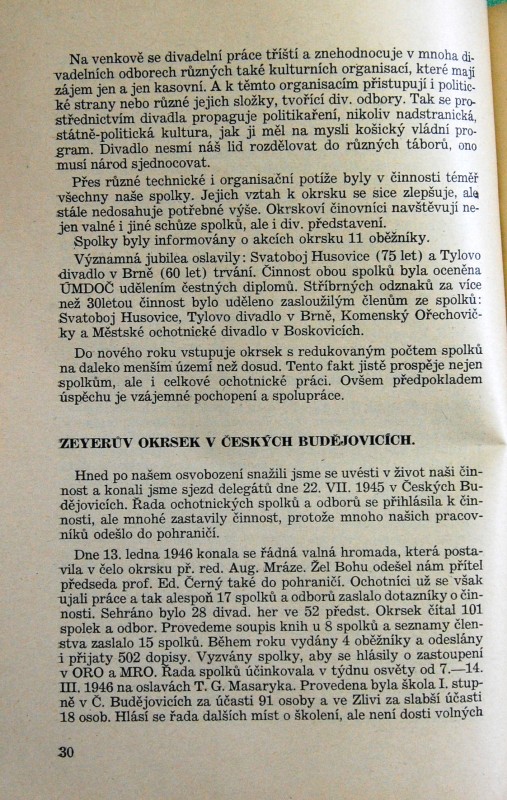 Na venkově se divadelní práce tříští a znehodnocuje v mnoha di-
vadelních odborech různých také kulturních organisací, které mají
zájem jen a jen kasovní. A k těmto organisacím přistupují i politic-
ké strany nebo různé jejich složky, tvořící div. odbory. Tak se pro-
střednictvím divadla propaguje politikaření, nikoliv nadstranická,
státně-politická kultura, jak ji měl na mysli košický vládní pro-
gram. Divadlo nesmí náš lid rozdělovat do různých táborů, ono
musí národ sjednocovat.
Přes různé technické i organisační potíže byly v činnosti téměř
všechny naše spolky. Jejich vztah k okrsku se sice zlepšuje, ale
stále nedosahuje potřebné výše. Okrskoví činovníci navštěvují ne-
jen valné i jiné schůze spolků, ale i div. představení.
Spolky byly informovány o akcích okrsku 11 oběžníky.
Významná jubilea oslavily: Svatoboj Husovice (75 let) a Tylovo
divadlo v Brně (60 let) trvání. Činnost obou spolků byla oceněna
ÚMDOČ udělením čestných diplomů. Stříbrných odznaků za více
než 30letou činnost bylo uděleno zasloužilým členům ze spolků:
Svatoboj Husovice, Tylovo divadlo v Brně, Komenský Ořechovič-
ky a Městské ochotnické divadlo v Boskovicích.
Do nového roku vstupuje okrsek s redukovaným počtem spolků
na daleko menším území než dosud. Tento fakt jistě prospěje nejen
spolkům, ale i celkové ochotnické práci. Ovšem předpokladem
úspěchu je vzájemné pochopení a spolupráce.
ZEYERŮV OKRSEK V ČESKÝCH BUDĚJOVICÍCH.
Hned po našem osvobození snažili jsme se uvésti v život naši čin-
nost a konali jsme sjezd delegátů dne 22. VII. 1945 v Českých Bu-
dějovicích. Řada ochotnických spolků a odborů se přihlásila k čin-
nosti, ale mnohé zastavily činnost, protože mnoho našich pracov-
níků odešlo do pohraničí.
Dne 13. ledna 1946 konala se řádná valná hromada, která posta-
vila v čelo okrsku př. red. Aug. Mráze. Žel Bohu odešel nám přítel
předseda prof. Ed. Černý také do pohraničí. Ochotníci už se však
ujali práce a tak alespoň 17 spolků a odborů zaslalo dotazníky o čin-
nosti. Sehráno bylo 28 divad. her ve 52 předst. Okrsek čítal 101
spolek a odbor. Provedeme soupis knih u 8 spolků a seznamy člen-
stva zaslalo 15 spolků. Během roku vydány 4 oběžníky a odeslány
i přijaty 502 dopisy. Vyzvány spolky, aby se hlásily o zastoupení
v ORO a MRO. Řada spolků účinkovala v týdnu osvěty od 7.—14.
III. 1946 na oslavách T. G. Masaryka. Provedena byla škola I. stup-
ně v Č. Budějovicích za účasti 91 osoby a ve Zlivi za slabší účasti
18 osob. Hlásí se řada dalších míst o školení, ale není dosti volných
30